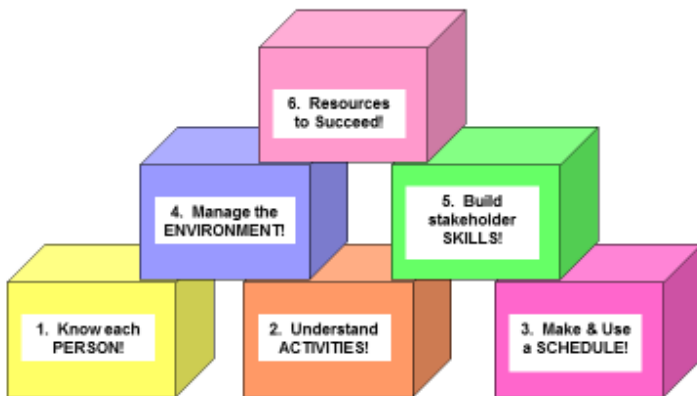 6. Resources
to Succeed!
4. Manage the
ENVIRONMENT!
5. Build
stakeholder
SKILLS!
1. Know each
PERSON!
2. Understand
ACTIVITIES!
3. Make & Use
a SCHEDULE!